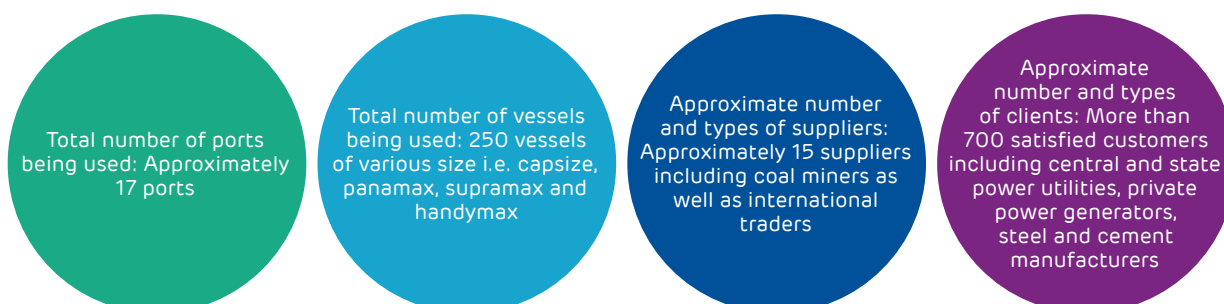 Total number of ports
being used: Approximately
17 ports
Total number of vessels
being used: 250 vessels
of various size i.e. capsize,
panamax, supramax and
handymax
Approximate number
and types of suppliers:
Approximately 15 suppliers
including coal miners as
well as international
traders
Approximate
number and types
of clients: More than
700 satisfied customers
including central and state
power utilities, private
power generators,
steel and cement
manufacturers